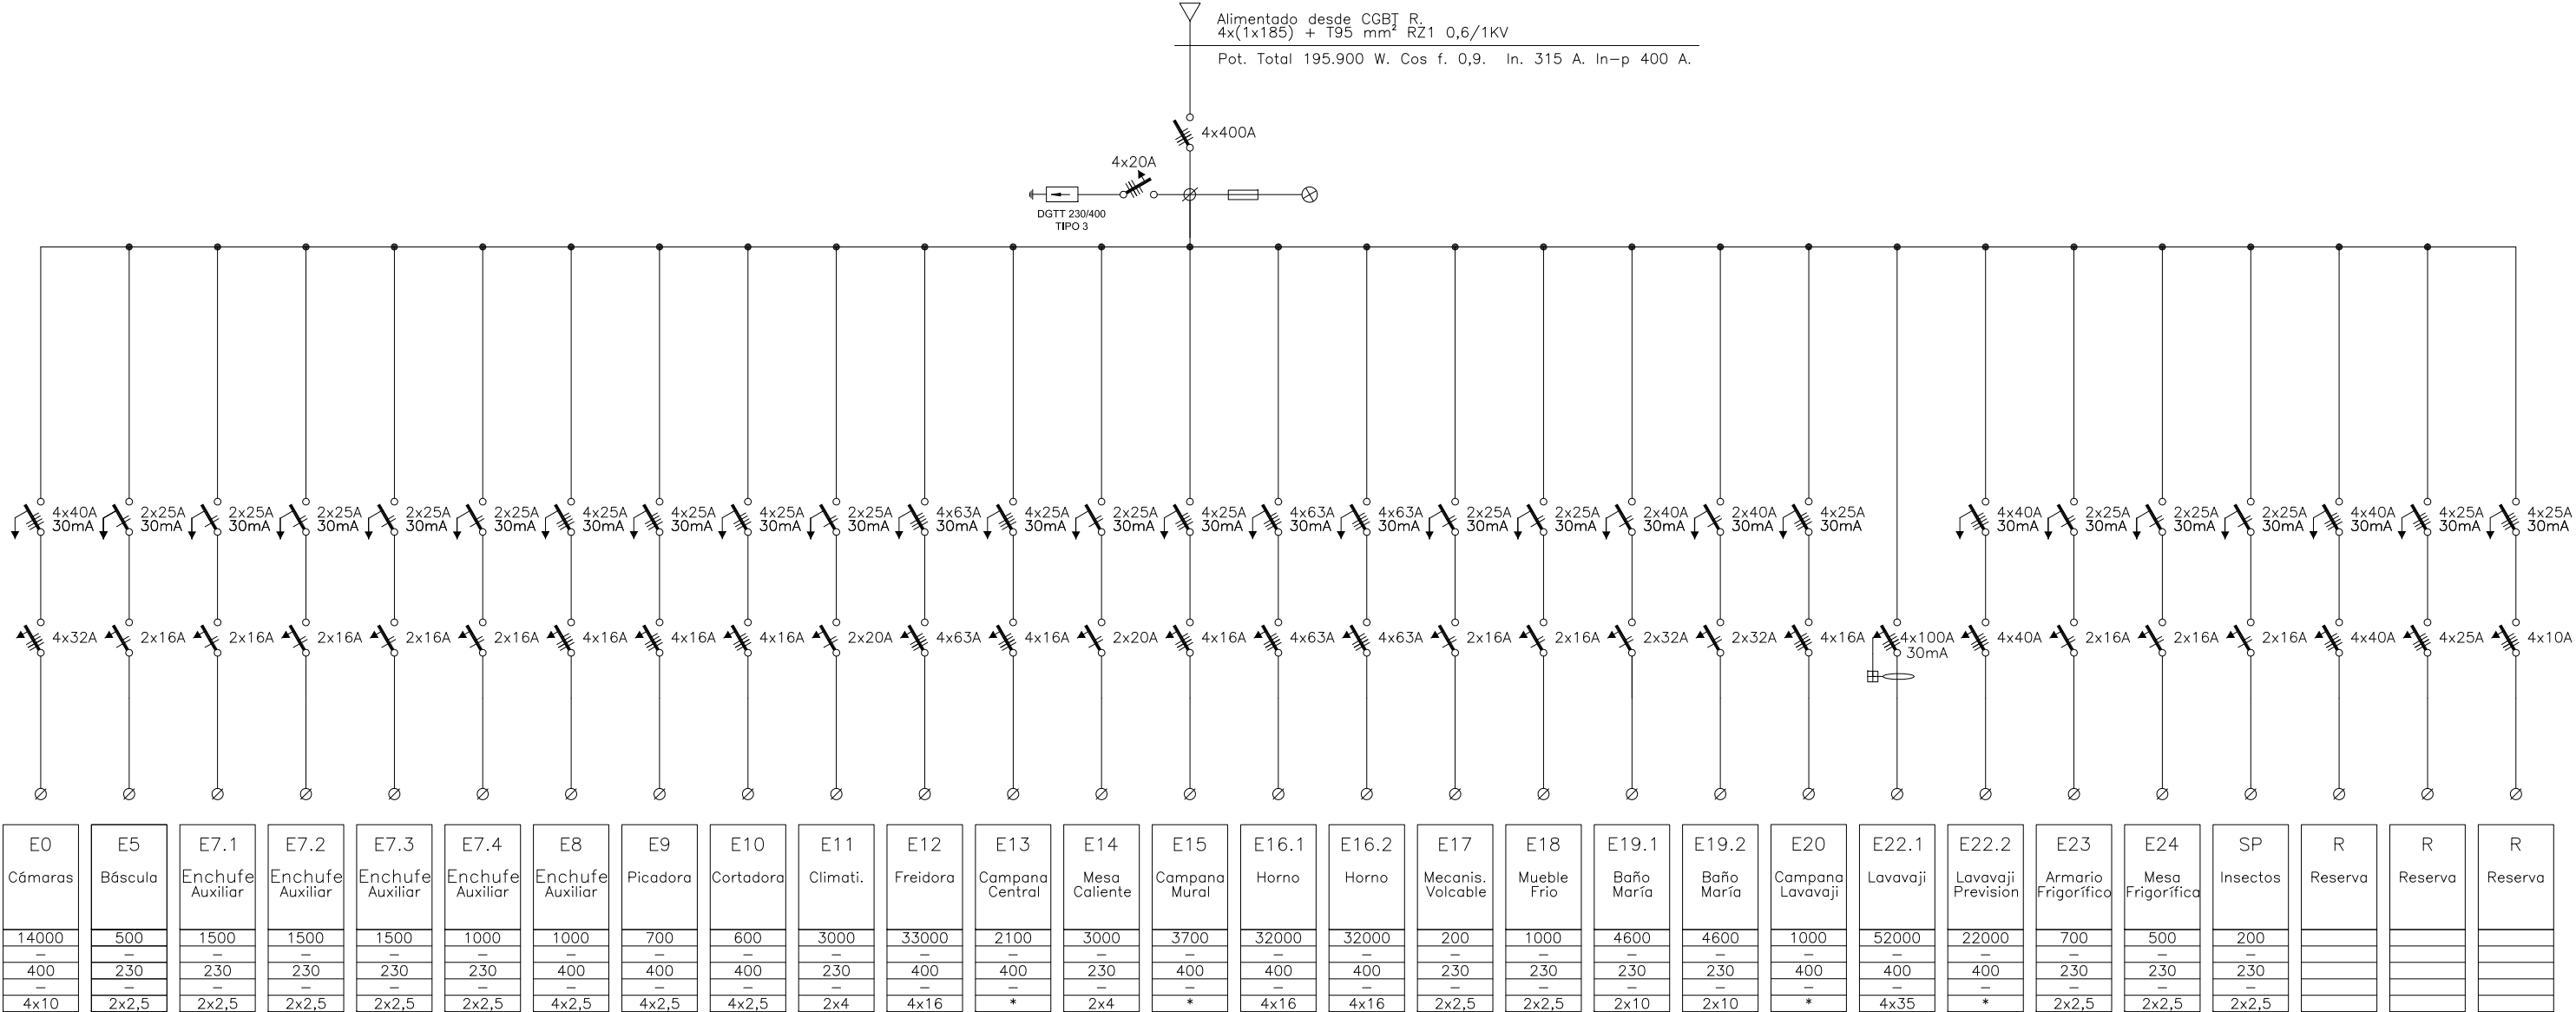 Alimentado desde CGBT R.
4x(1x185) + T95 mm² RZ1 0,6/1KV
Pot. Total 195.900 W. Cos f. 0,9. In. 315 A. In-p 400 A.
4x400A
4x20A
DGTT 230/400
TIPO 3
4x40A 2x25A 2x25A 2x25A 2x25A 2x25A 4x25A 4x25A 4x25A 2x25A 4x63A 4x25A 2x25A 4x25A 4x63A 4x63A 2x25A 2x25A 2x40A 2x40A 4x25A 4x40A 2x25A 2x25A 2x25A 4x40A 4x25A 4x25A
30mA 30mA 30mA 30mA 30mA 30mA 30mA 30mA 30mA 30mA 30mA 30mA 30mA 30mA 30mA 30mA 30mA 30mA 30mA 30mA 30mA 30mA 30mA 30mA 30mA 30mA 30mA 30mA
4x32A 2x16A 2x16A 2x16A 2x16A 2x16A 4x16A 4x16A 4x16A 2x20A 4x63A 4x16A 2x20A 4x16A 4x63A 4x63A 2x16A 2x16A 2x32A 2x32A 4x16A 4x100A 4x40A 2x16A 2x16A 2x16A 4x40A 4x25A 4x10A
30mA
E0 E5 E7.1 E7.2 E7.3 E7.4 E8 E9 E10 E11 E12 E13 E14 E15 E16.1 E16.2 E17 E18 E19.1 E19.2 E20 E22.1 E22.2 E23 E24 SP R R R
Cámaras Báscula Enchufe Enchufe Enchufe Enchufe Enchufe Picadora Cortadora Climati. Freidora Campana Mesa Campana Horno Horno Mecanis. Mueble Baño Baño Campana Lavavaji Lavavaji Armario Mesa Insectos Reserva Reserva Reserva
Auxiliar Auxiliar Auxiliar Auxiliar Auxiliar Central Caliente Mural Volcable Frio María María Lavavaji Prevision Frigorífico Frigorífica
14000 500 1500 1500 1500 1000 1000 700 600 3000 33000 2100 3000 3700 32000 32000 200 1000 4600 4600 1000 52000 22000 700 500 200
- - - - - - - - - - - - - - - - - - - - - - - - - -
400 230 230 230 230 230 400 400 400 230 400 400 230 400 400 400 230 230 230 230 400 400 400 230 230 230
- - - - - - - - - - - - - - - - - - - - - - - - - -
4x10 2x2,5 2x2,5 2x2,5 2x2,5 2x2,5 4x2,5 4x2,5 4x2,5 2x4 4x16 * 2x4 * 4x16 4x16 2x2,5 2x2,5 2x10 2x10 * 4x35 * 2x2,5 2x2,5 2x2,5